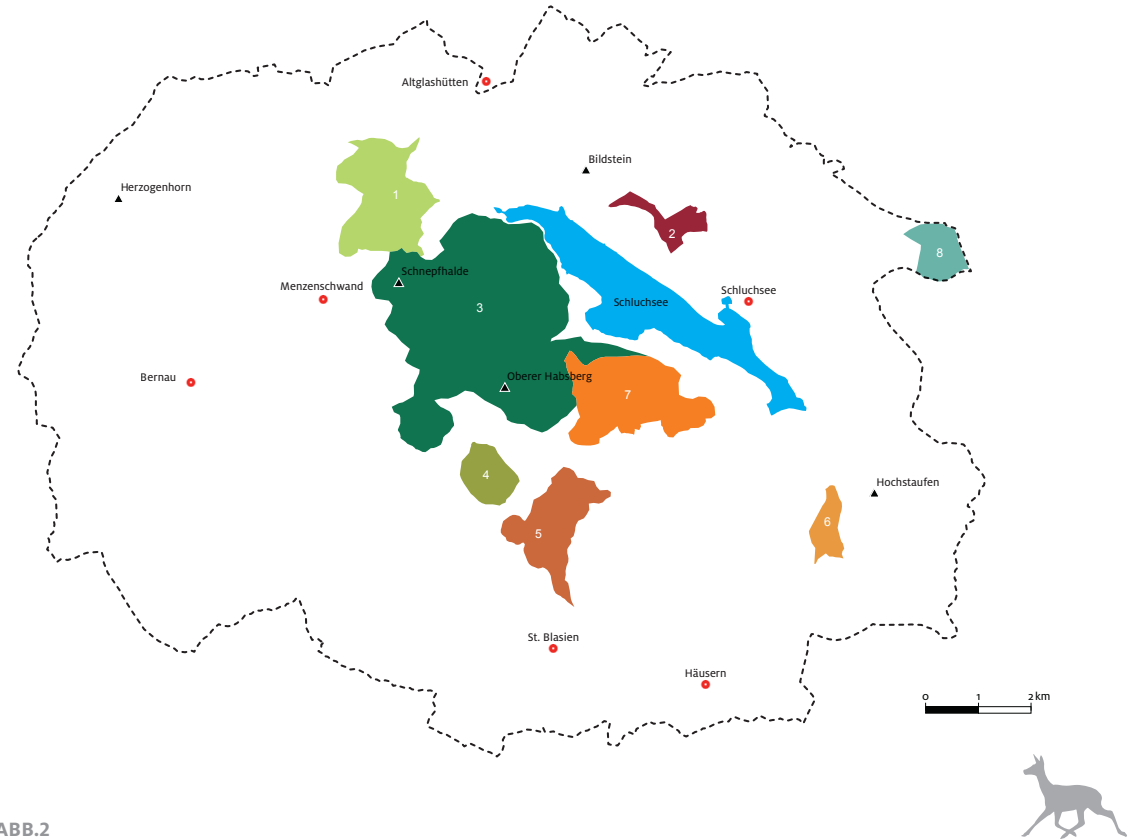 Altglashütten
Bildstein
Herzogenhorn
1
2
8
Schnepfhalde
Menzenschwand
Schluchsee
Schluchsee
3
Bernau
Oberer Habsberg
7
4
Hochstaufen
6
5
St. Blasien
Häusern
0 1 2 km
ABB.2